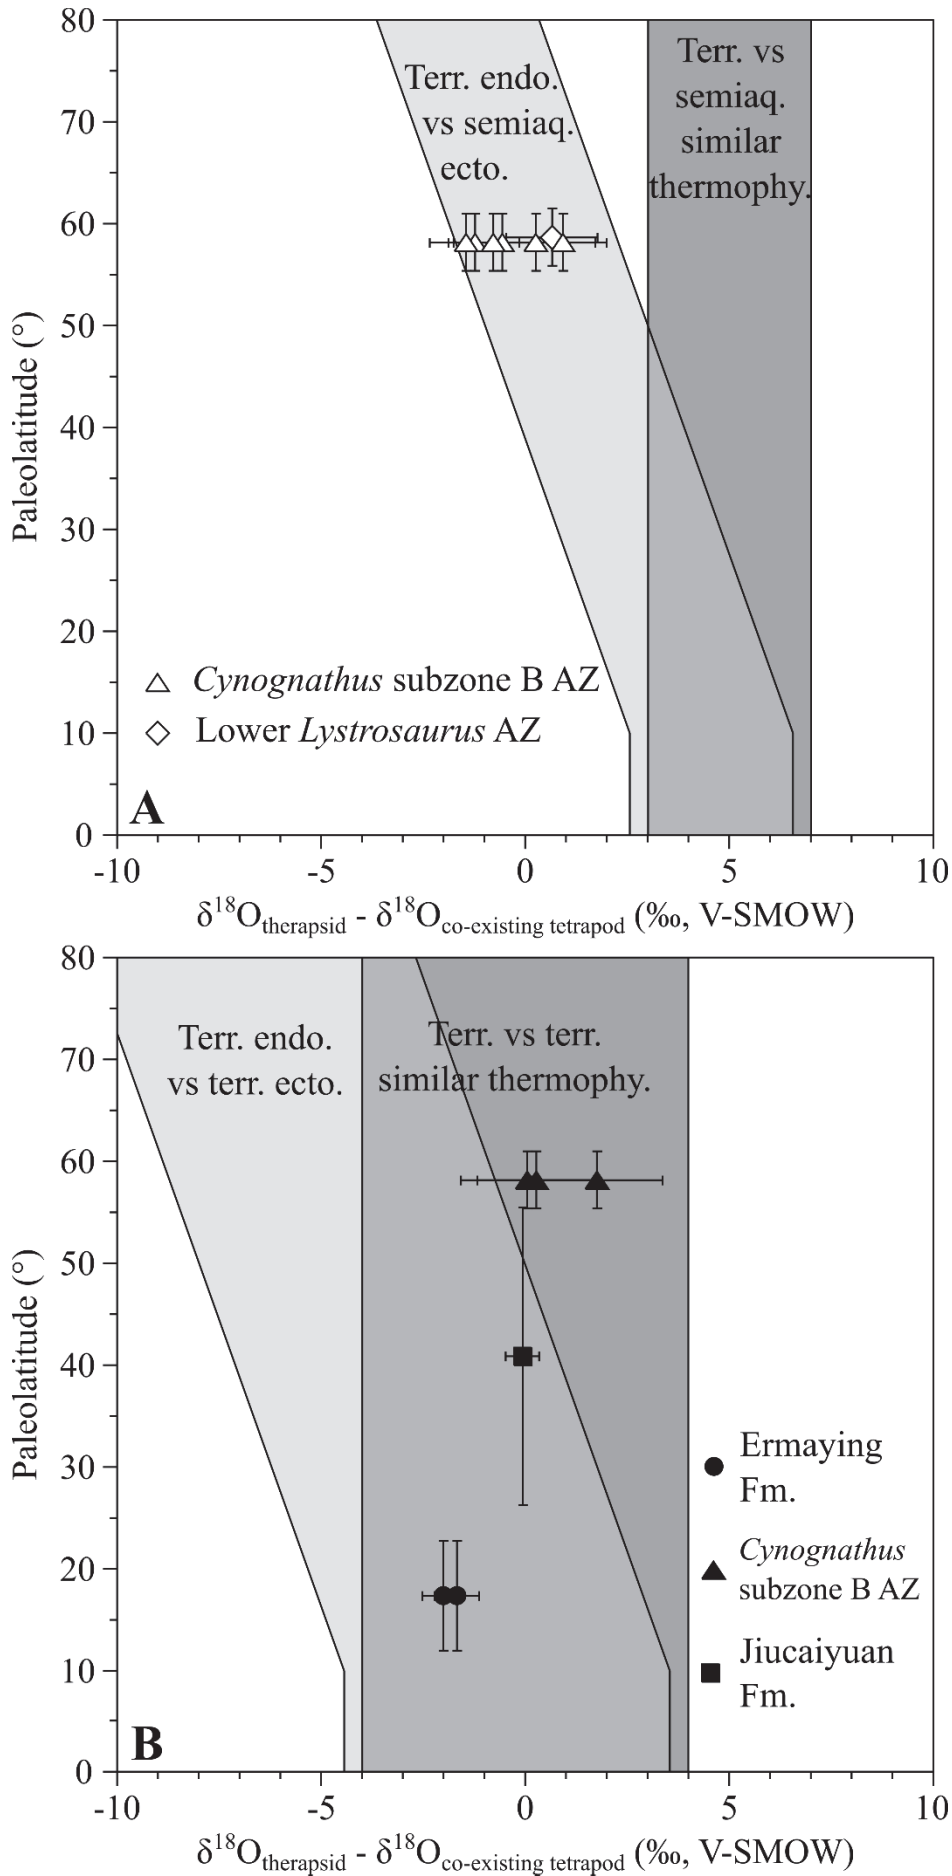 80
70
60
50
40
30
20
10
0
Paleolatitude (°)
Terr. endo.
vs semiaq.
ecto.
Terr. vs
semiaq.
similar
thermophy.
Cynognathus subzone B AZ
Lower Lystrosaurus AZ
A
-10
-5
0
5
10
δ¹⁸Otherapsid - δ¹⁸Oco-existing tetrapod (‰, V-SMOW)
80
70
60
50
40
30
20
10
0
Paleolatitude (°)
Terr. endo.
vs terr. ecto.
Terr. vs terr.
similar thermophy.
Ermaying
Fm.
Cynognathus
subzone B AZ
Jiucaiyuan
Fm.
B
-10
-5
0
5
10
δ¹⁸Otherapsid - δ¹⁸Oco-existing tetrapod (‰, V-SMOW)